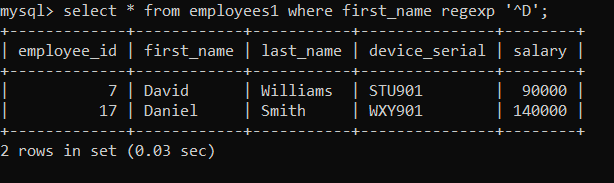 mysql> select * from employees1 where first_name regexp '^D';
+-------------+------------+-----------+---------------+--------+
| employee_id | first_name | last_name | device_serial | salary |
+-------------+------------+-----------+---------------+--------+
|           7 | David      | Williams  | STU901        |  90000 |
|          17 | Daniel     | Smith     | WXY901        | 140000 |
+-------------+------------+-----------+---------------+--------+
2 rows in set (0.03 sec)